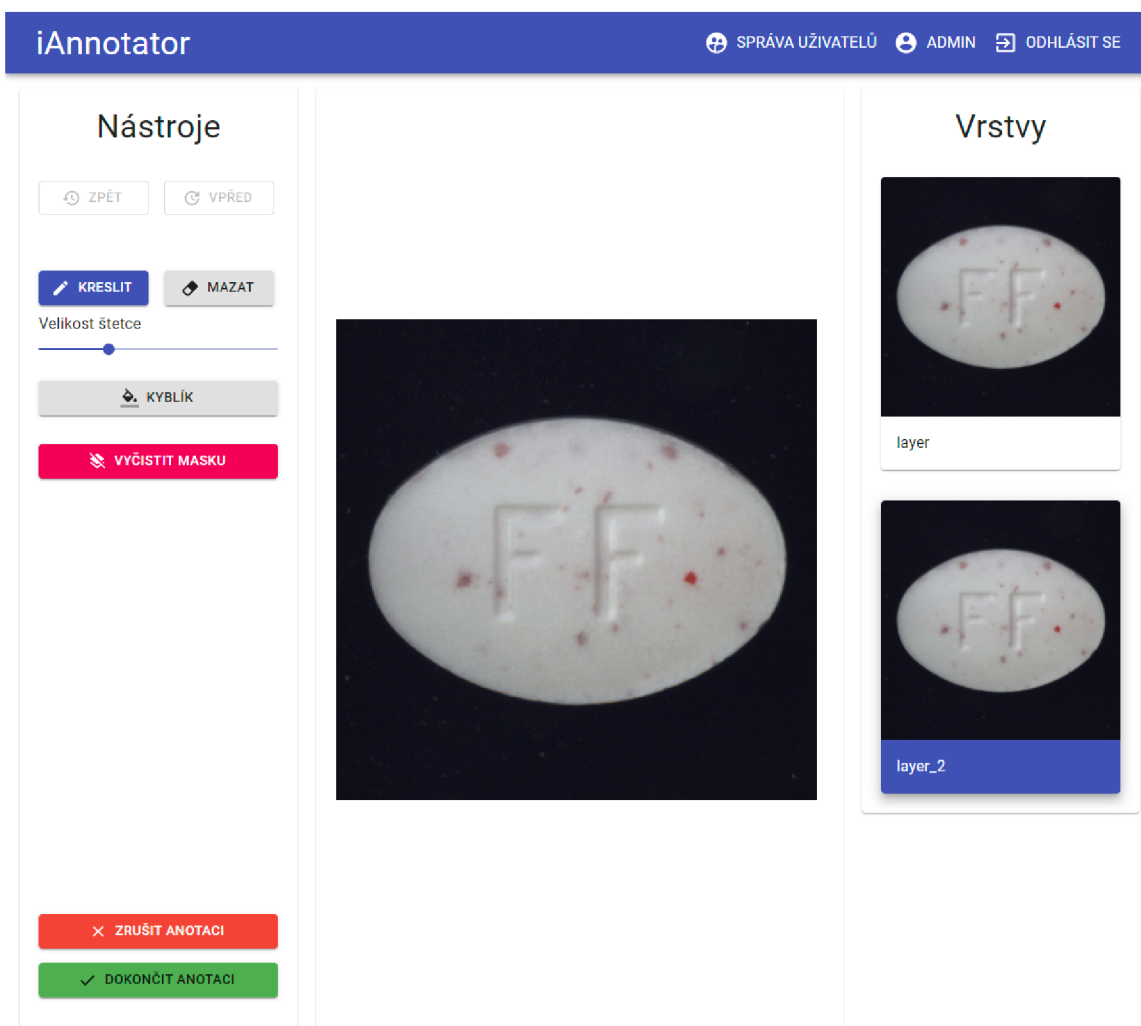 iAnnotator
SPRÁVA UŽIVATELŮ ADMIN ODHLÁSIT SE
Nástroje
ZPĚT VPŘED
KRESLIT MAZAT
Velikost štetce
KYBLÍK
VYČISTIT MASKU
ZRUŠIT ANOTACI
DOKONČIT ANOTACI
FF
Vrstvy
FF
layer
FF
layer_2